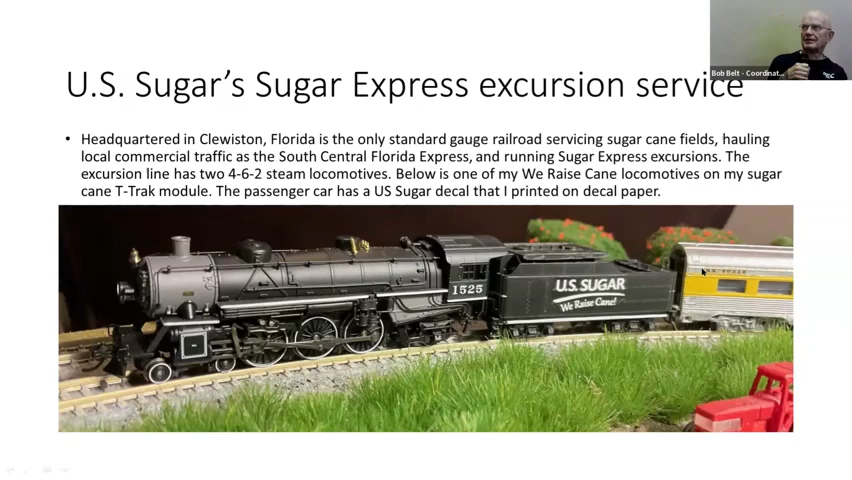 Bob Belt - Coordinat...
U.S. Sugar's Sugar Express excursion service
• Headquartered in Clewiston, Florida is the only standard gauge railroad servicing sugar cane fields, hauling
local commercial traffic as the South Central Florida Express, and running Sugar Express excursions. The
excursion line has two 4-6-2 steam locomotives. Below is one of my We Raise Cane locomotives on my sugar
cane T-Trak module. The passenger car has a US Sugar decal that I printed on decal paper.
1525
U.S. SUGAR
We Raise Cane!
U.S. SUGAR